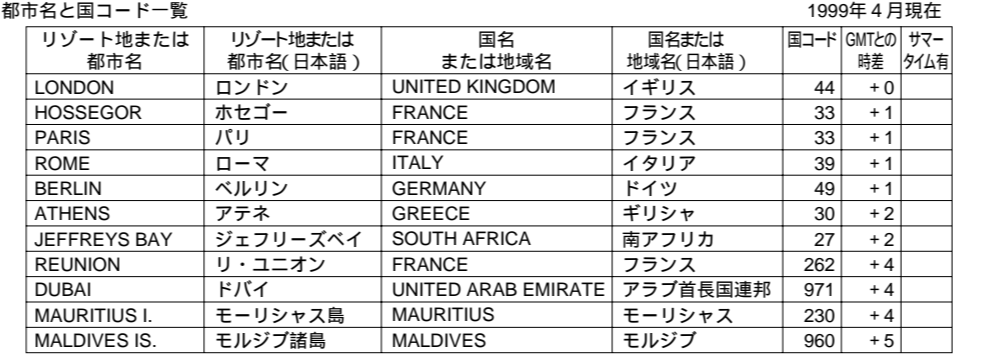 都市名と国コード一覧 1999年4月現在
リゾート地または都市名 リゾート地または都市名(日本語) 国名または地域名 国名または地域名(日本語) 国コード GMTとの時差 サマータイム有
LONDON ロンドン UNITED KINGDOM イギリス 44 +0
HOSSEGOR ホセゴー FRANCE フランス 33 +1
PARIS パリ FRANCE フランス 33 +1
ROME ローマ ITALY イタリア 39 +1
BERLIN ベルリン GERMANY ドイツ 49 +1
ATHENS アテネ GREECE ギリシャ 30 +2
JEFFREYS BAY ジェフリーズベイ SOUTH AFRICA 南アフリカ 27 +2
REUNION リ・ユニオン FRANCE フランス 262 +4
DUBAI ドバイ UNITED ARAB EMIRATE アラブ首長国連邦 971 +4
MAURITIUS I. モーリシャス島 MAURITIUS モーリシャス 230 +4
MALDIVES IS. モルジブ諸島 MALDIVES モルジブ 960 +5